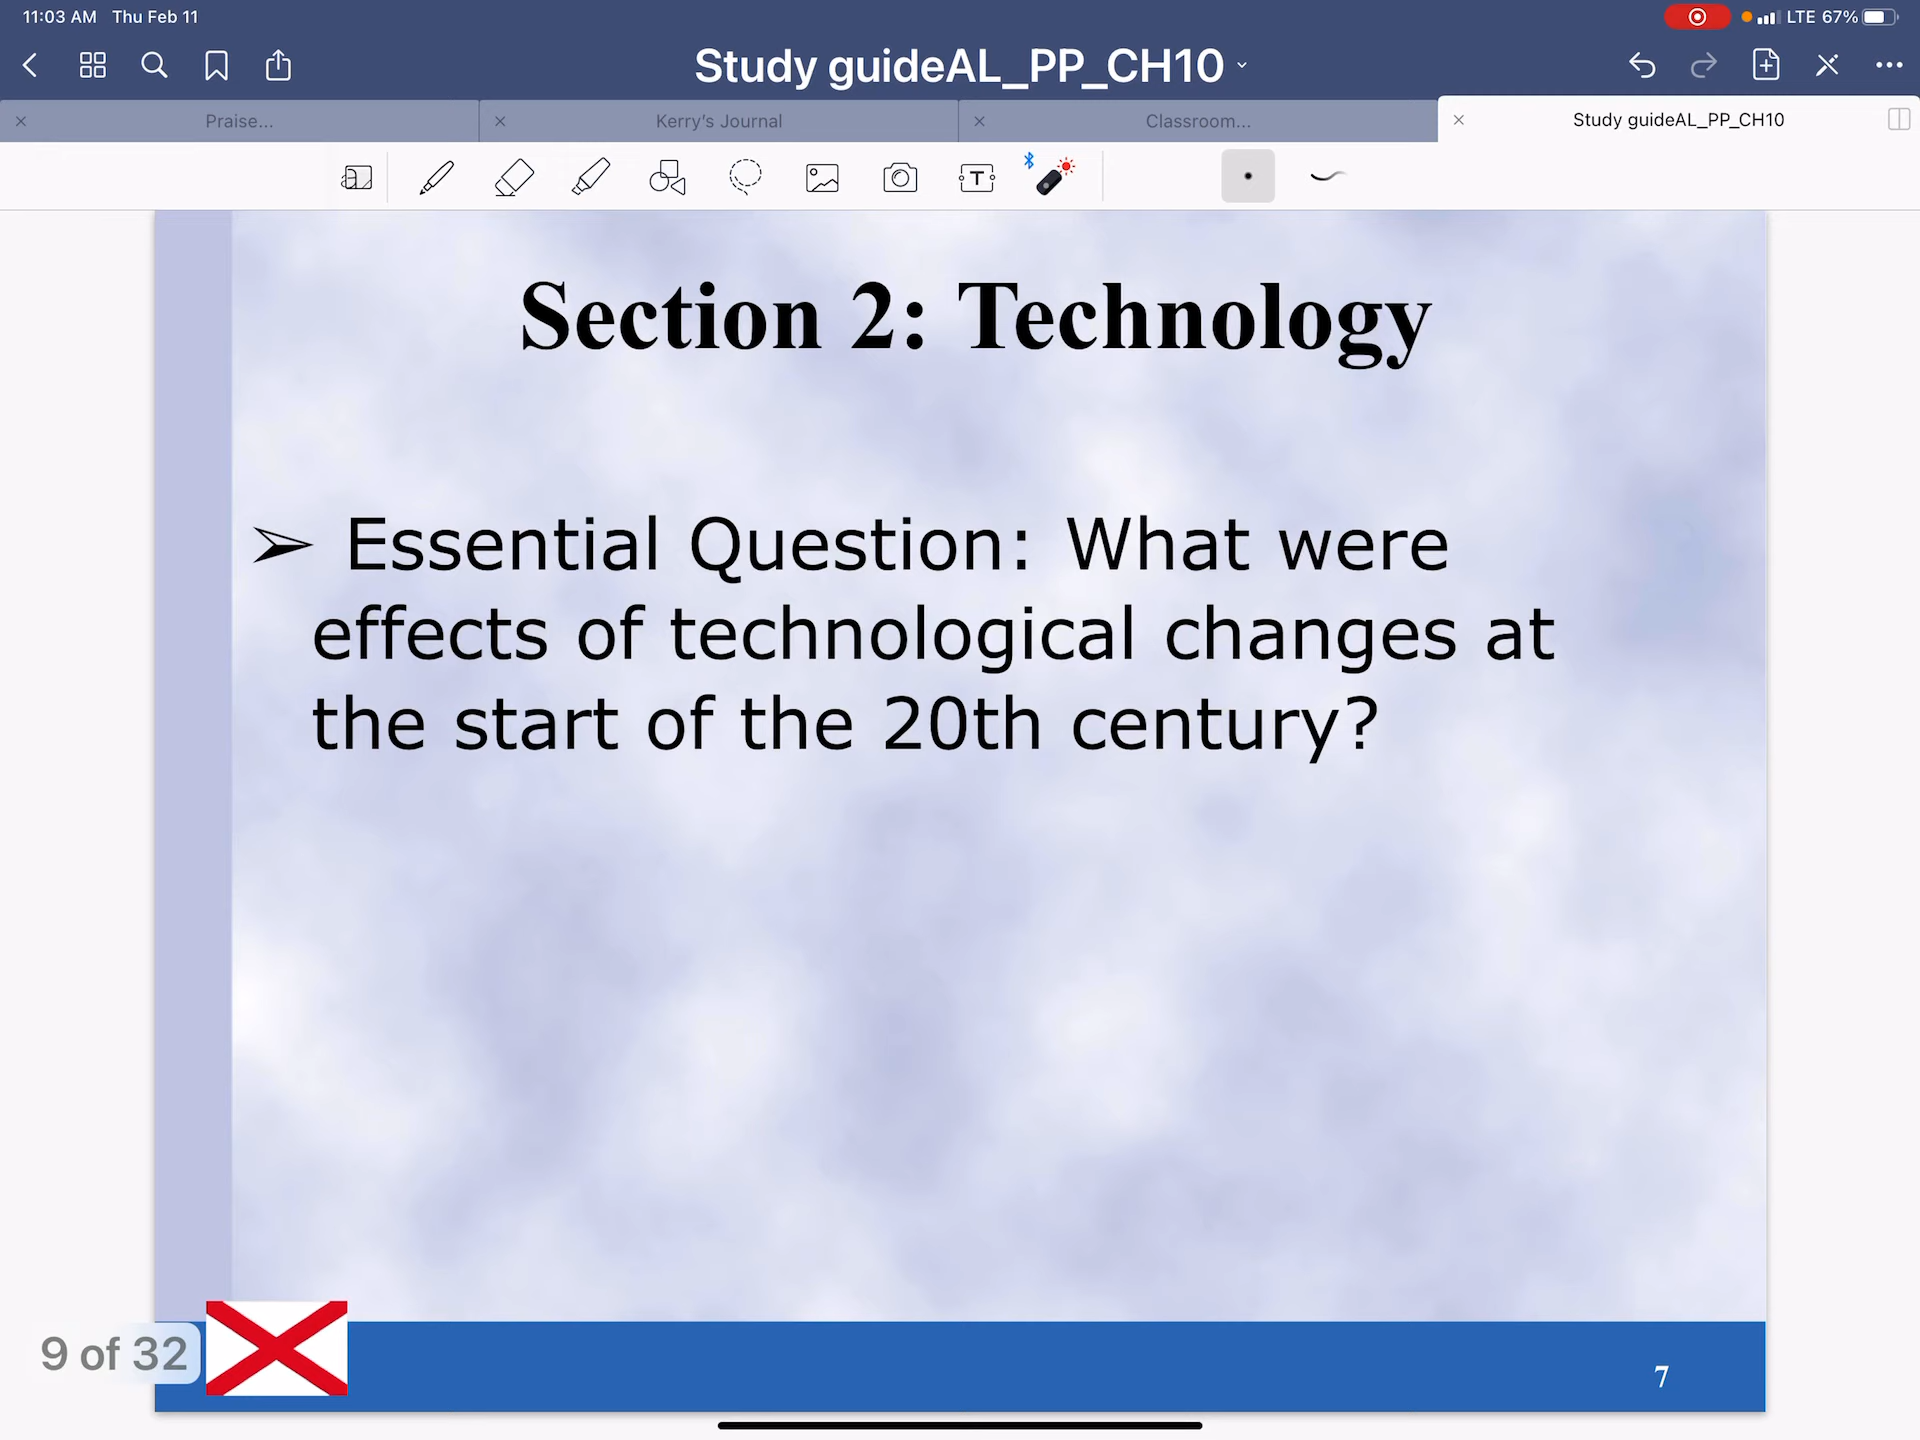 11:03 AM Thu Feb 11
LTE 67%
Study guideAL_PP_CH10
Praise...
Kerry's Journal
Classroom...
Study guideAL_PP_CH10
Section 2: Technology
➢ Essential Question: What were
effects of technological changes at
the start of the 20th century?
9 of 32
7